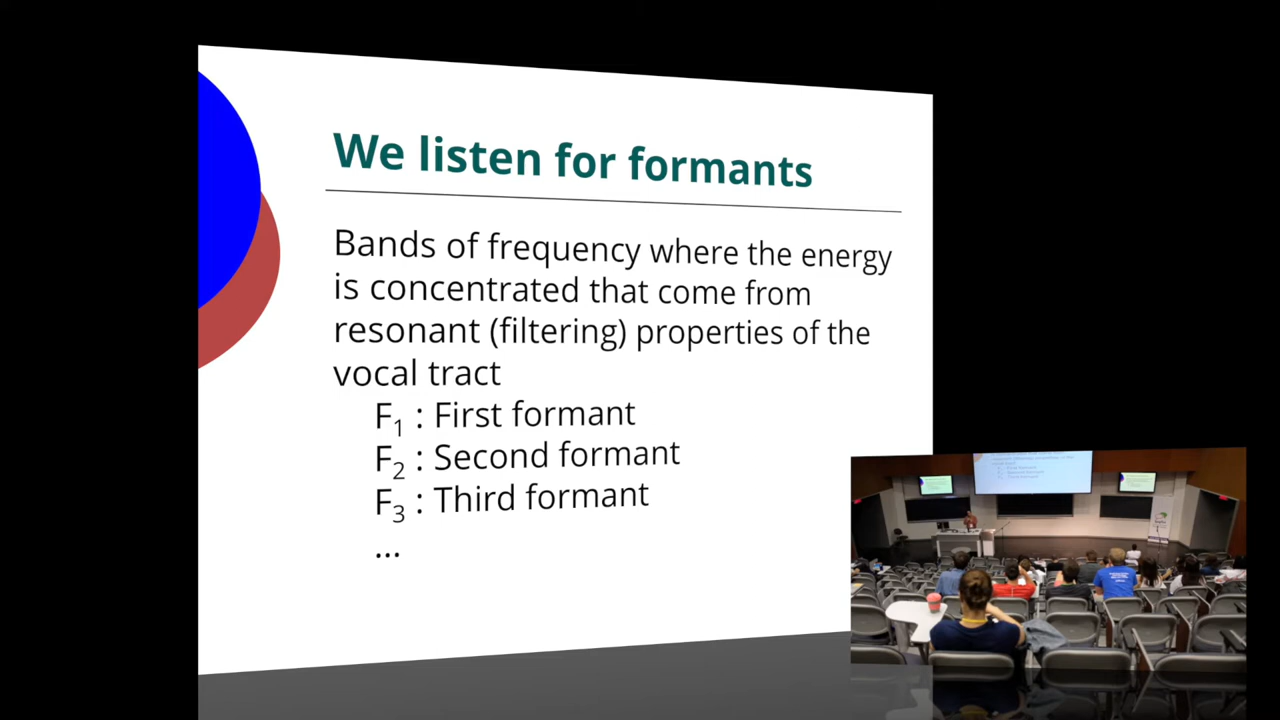 We listen for formants
Bands of frequency where the energy
is concentrated that come from
resonant (filtering) properties of the
vocal tract
F₁ : First formant
F₂ : Second formant
F₃ : Third formant
...